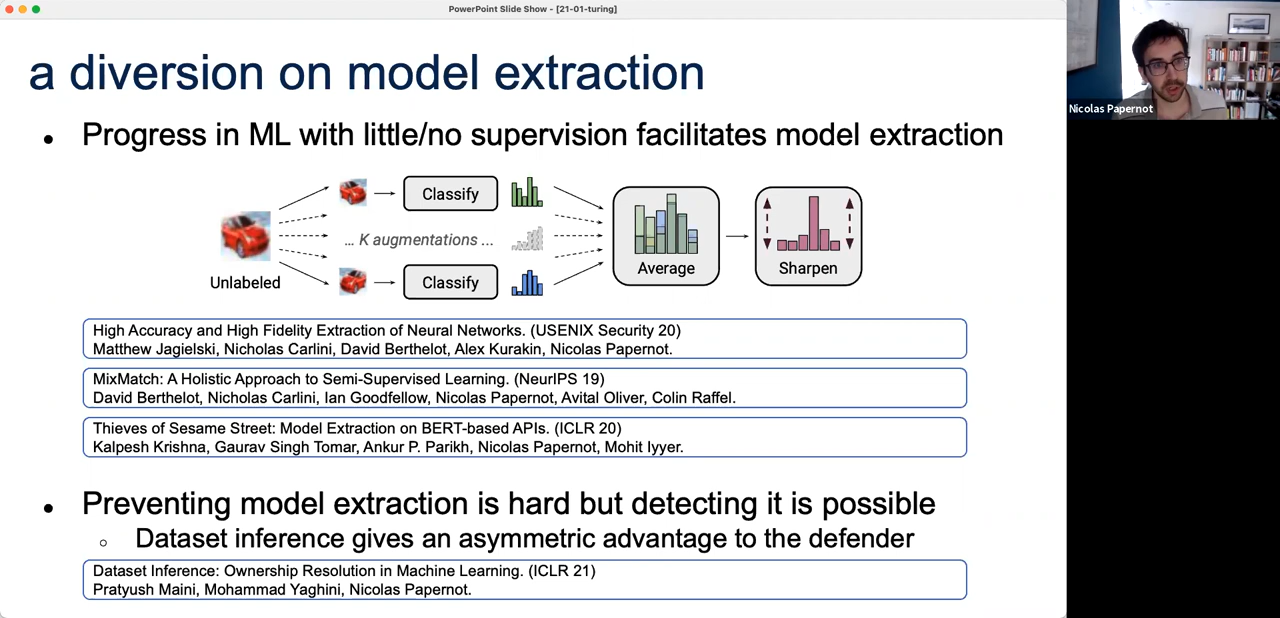 PowerPoint Slide Show - [21-01-turing]
a diversion on model extraction
Nicolas Papernot
• Progress in ML with little/no supervision facilitates model extraction
Classify
... K augmentations ...
Classify
Unlabeled
Average
Sharpen
High Accuracy and High Fidelity Extraction of Neural Networks. (USENIX Security 20)
Matthew Jagielski, Nicholas Carlini, David Berthelot, Alex Kurakin, Nicolas Papernot.
MixMatch: A Holistic Approach to Semi-Supervised Learning. (NeurIPS 19)
David Berthelot, Nicholas Carlini, Ian Goodfellow, Nicolas Papernot, Avital Oliver, Colin Raffel.
Thieves of Sesame Street: Model Extraction on BERT-based APIs. (ICLR 20)
Kalpesh Krishna, Gaurav Singh Tomar, Ankur P. Parikh, Nicolas Papernot, Mohit Iyyer.
• Preventing model extraction is hard but detecting it is possible
○ Dataset inference gives an asymmetric advantage to the defender
Dataset Inference: Ownership Resolution in Machine Learning. (ICLR 21)
Pratyush Maini, Mohammad Yaghini, Nicolas Papernot.